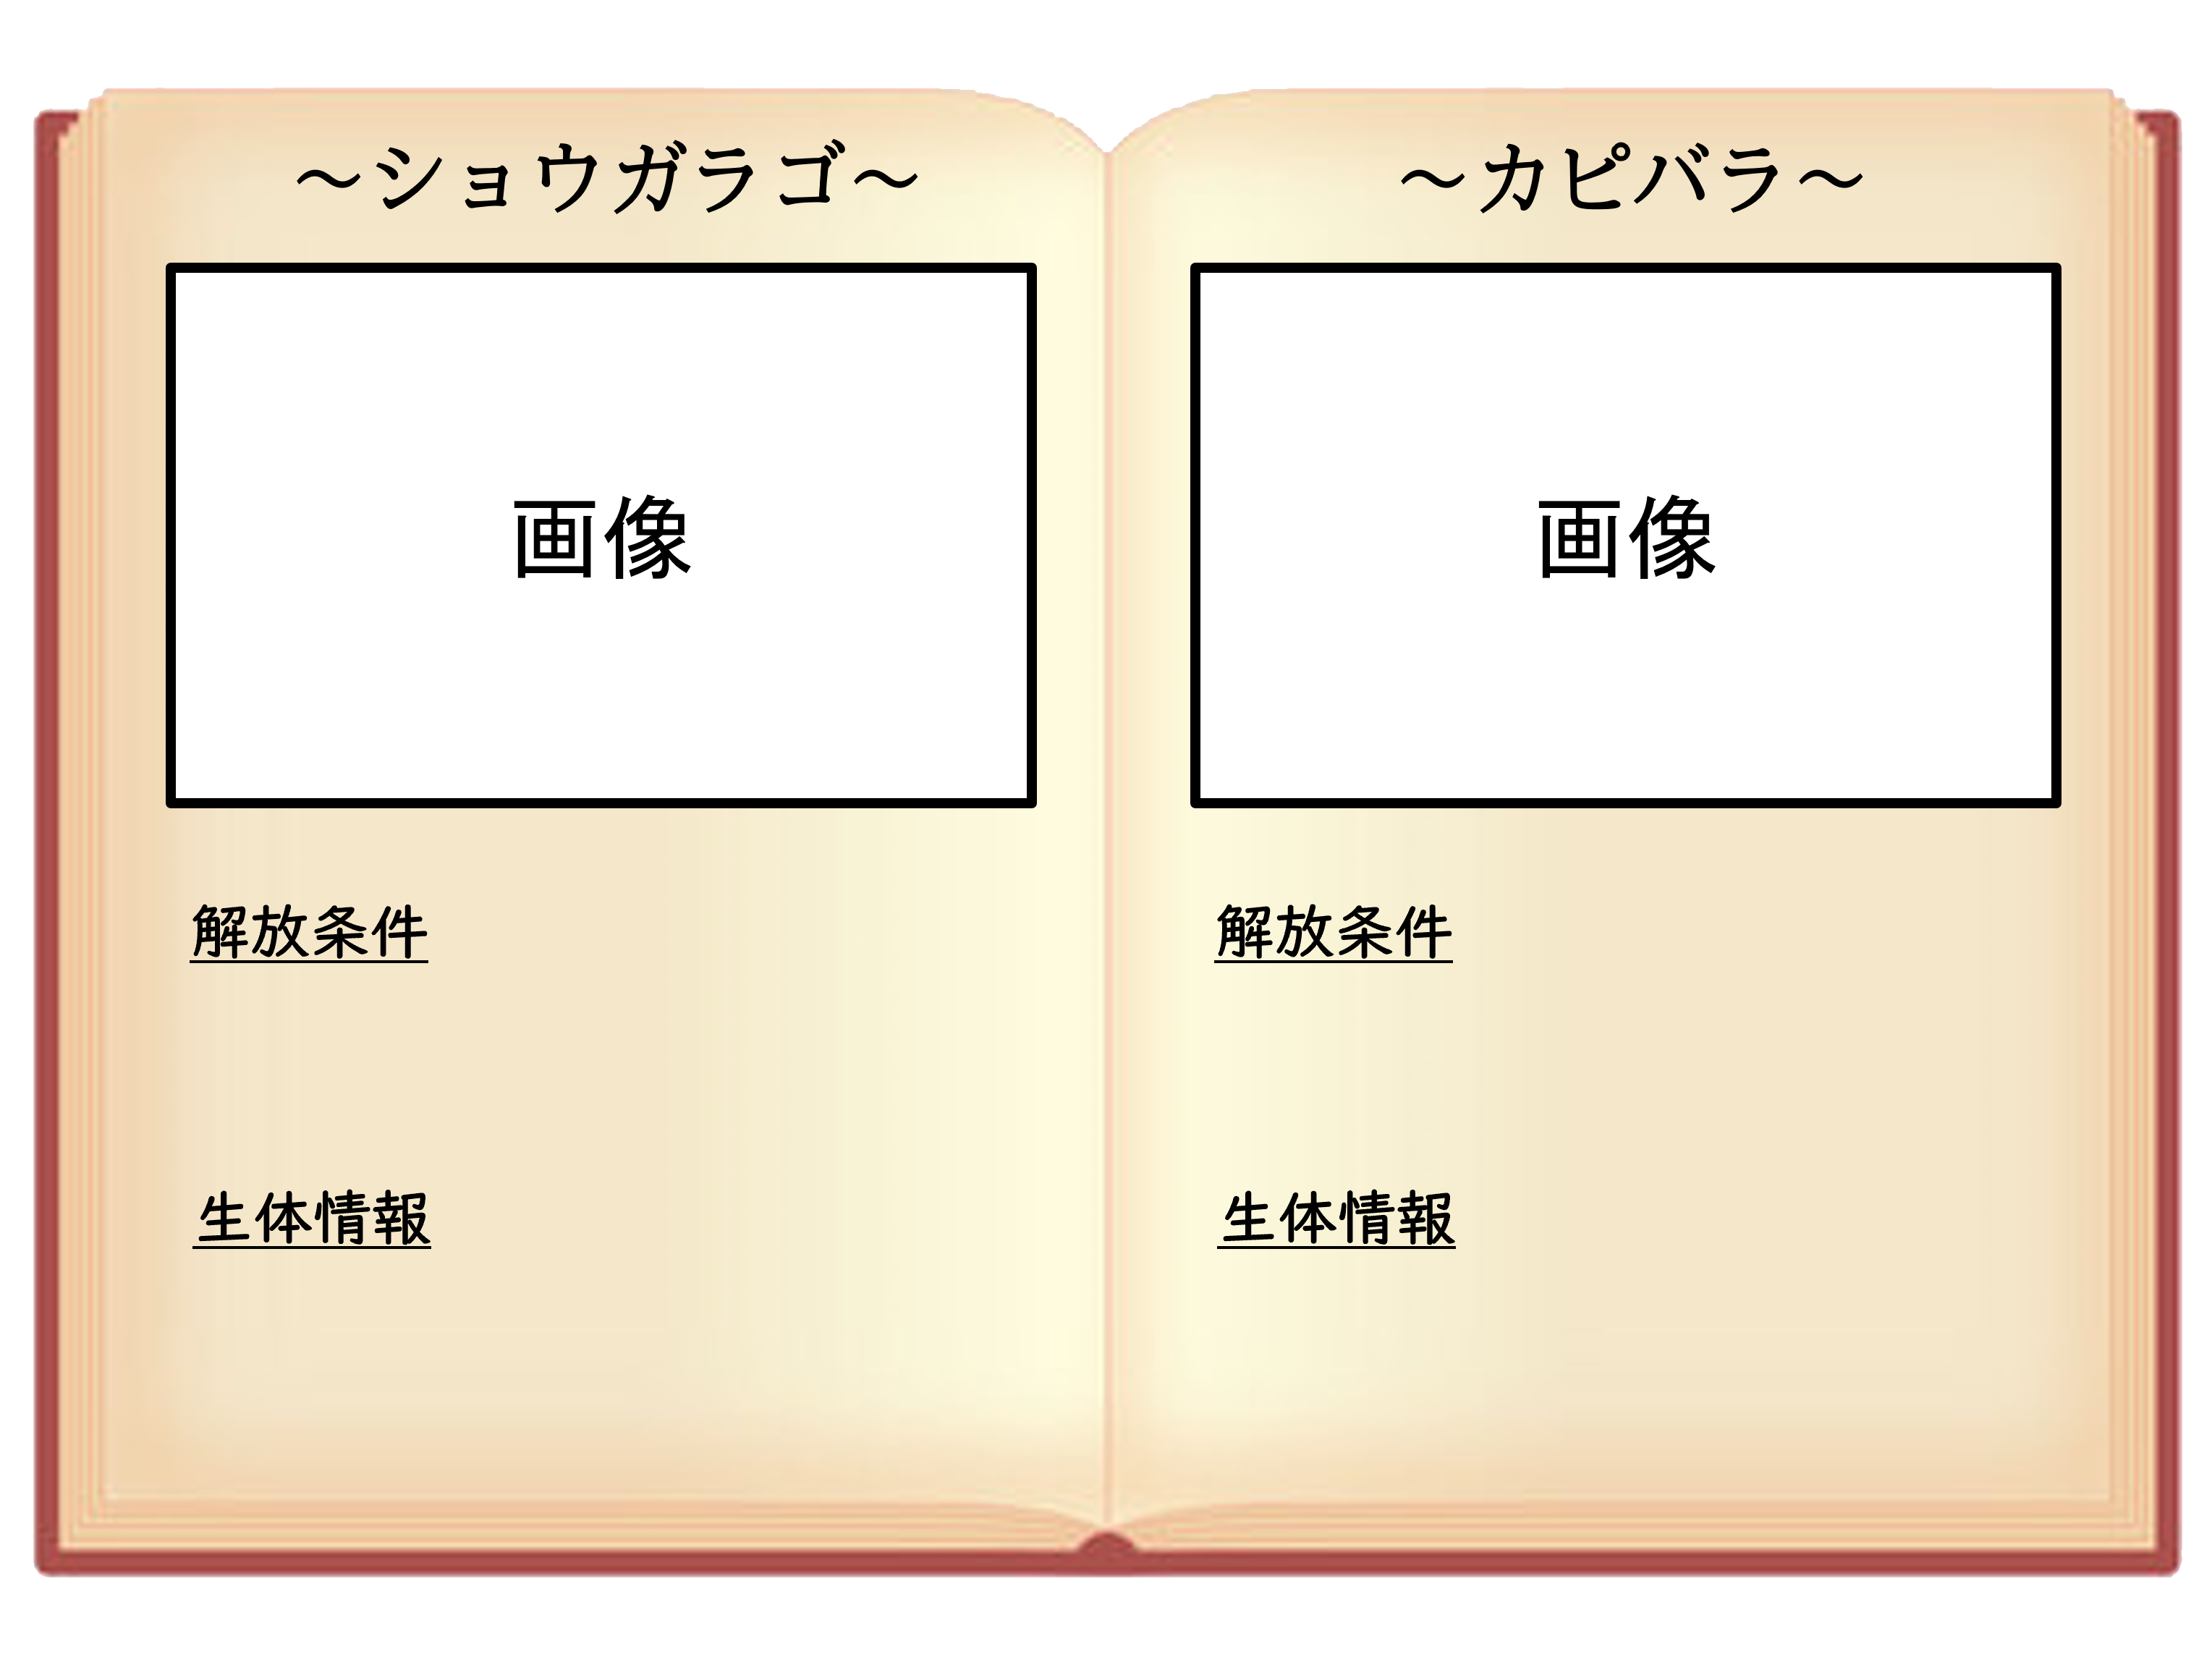 ～ショウガラゴ～
画像
解放条件
生体情報
～カピバラ～
画像
解放条件
生体情報